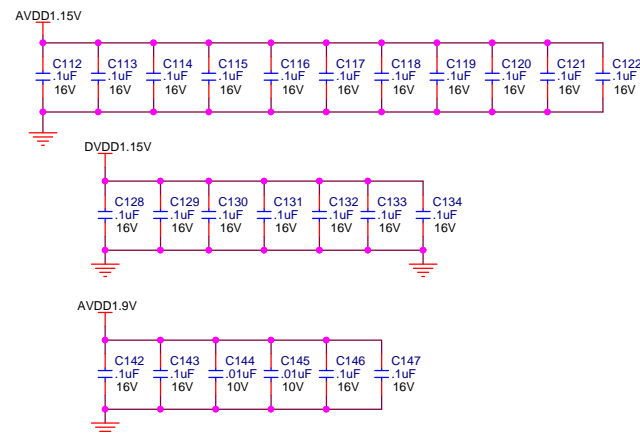 AVDD1.15V
C112 C113 C114 C115 C116 C117 C118 C119 C120 C121 C122
.1uF .1uF .1uF .1uF .1uF .1uF .1uF .1uF .1uF .1uF .1uF
16V 16V 16V 16V 16V 16V 16V 16V 16V 16V 16V
DVDD1.15V
C128 C129 C130 C131 C132 C133 C134
.1uF .1uF .1uF .1uF .1uF .1uF .1uF
16V 16V 16V 16V 16V 16V 16V
AVDD1.9V
C142 C143 C144 C145 C146 C147
.1uF .1uF .01uF .01uF .1uF .1uF
16V 16V 10V 10V 16V 16V